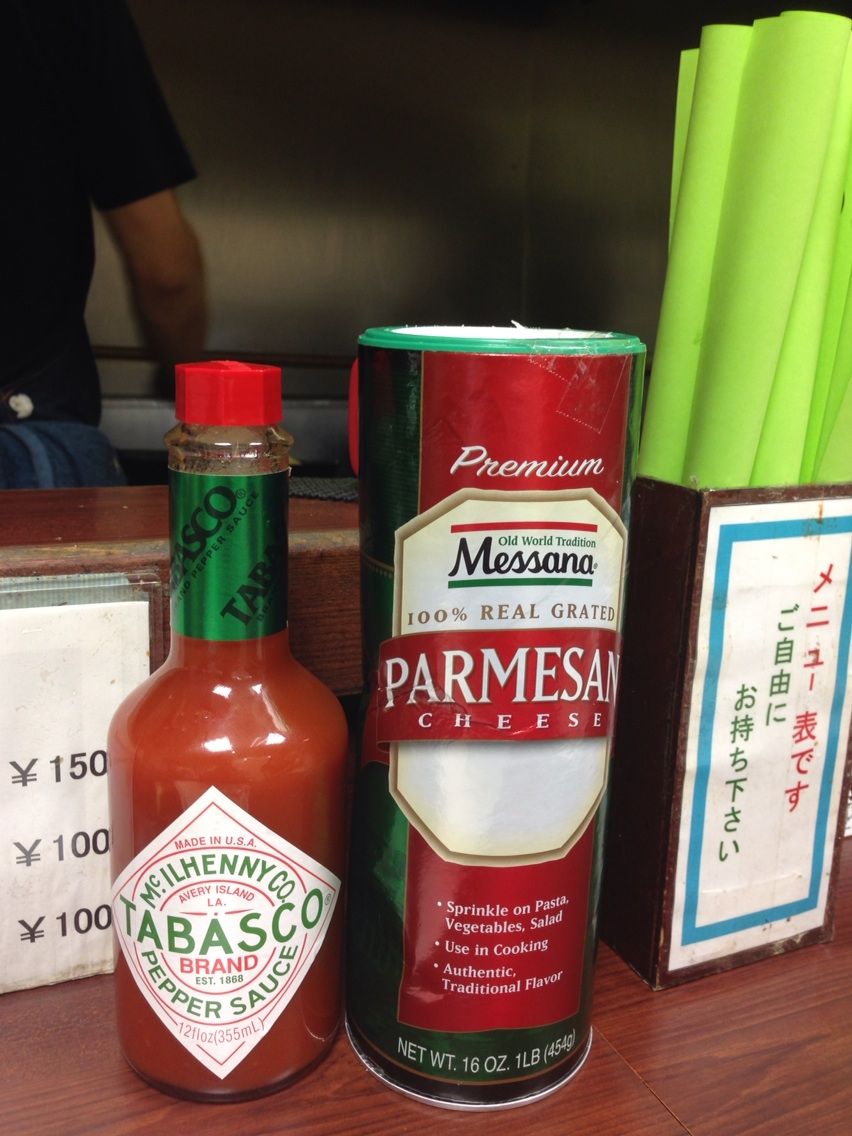 TABASCO®
PEPPER SAUCE
MADE IN U.S.A.
McILHENNY CO.
AVERY ISLAND
LA.
TABASCO®
BRAND
EST. 1868
PEPPER SAUCE
12floz(355mL)
Premium
Old World Tradition
Messana®
100% REAL GRATED
PARMESAN
CHEESE
• Sprinkle on Pasta,
Vegetables, Salad
• Use in Cooking
• Authentic,
Traditional Flavor
NET WT. 16 OZ. 1LB (454g)
¥150
¥100
¥100
メニュー表です
ご自由に
お持ち下さい